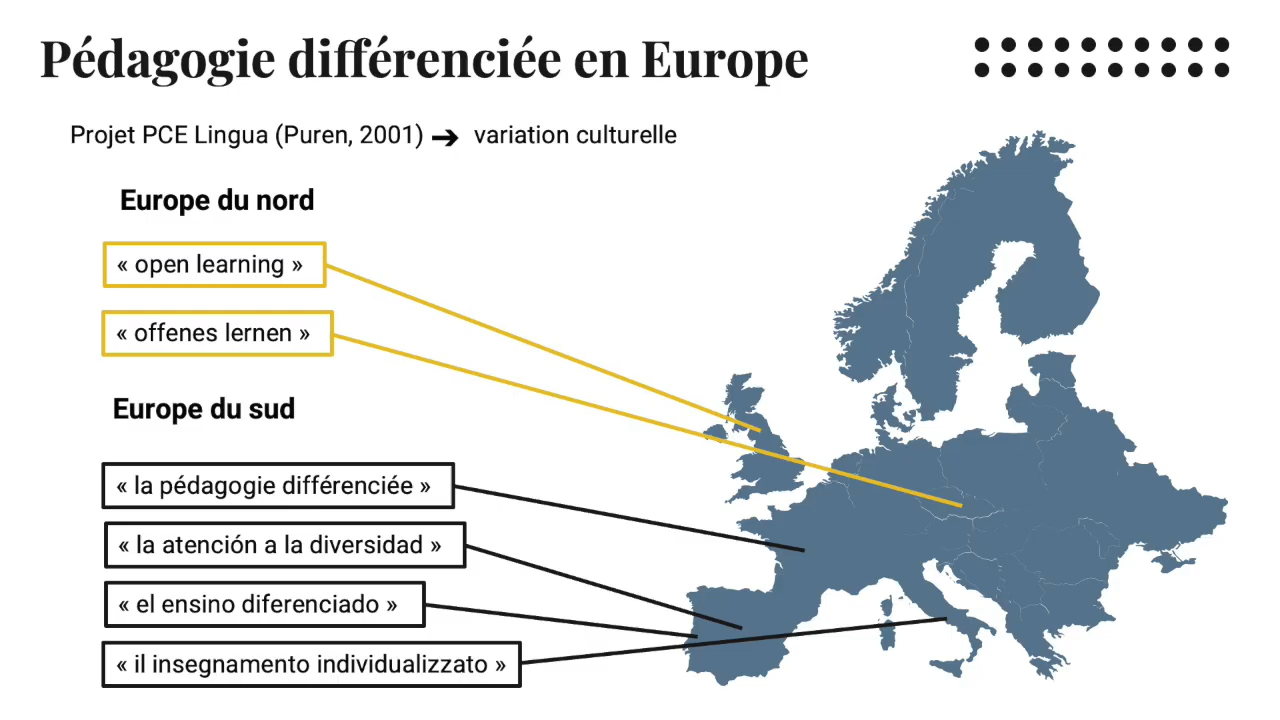 Pédagogie différenciée en Europe
Projet PCE Lingua (Puren, 2001) ➔ variation culturelle
Europe du nord
« open learning »
« offenes lernen »
Europe du sud
« la pédagogie différenciée »
« la atención a la diversidad »
« el ensino diferenciado »
« il insegnamento individualizzato »